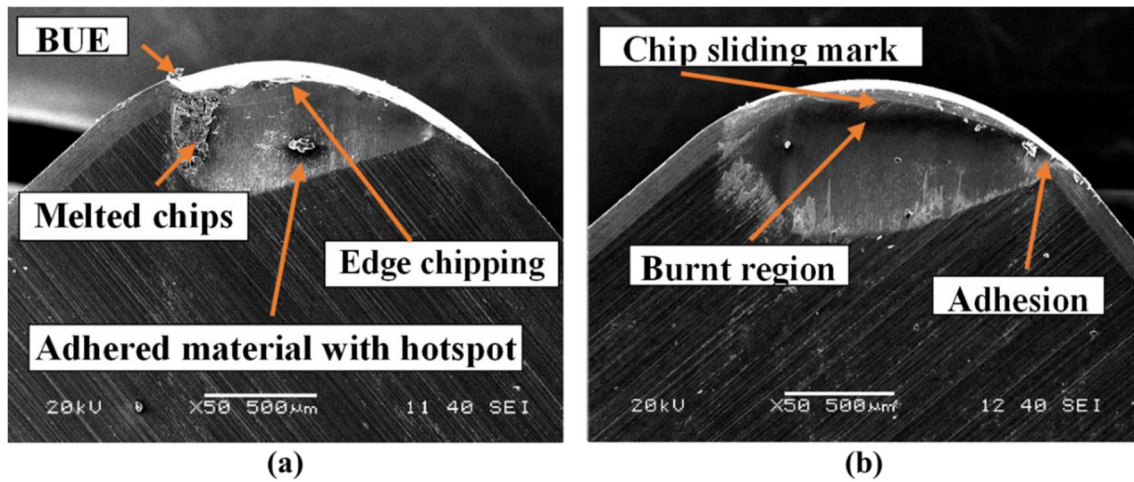 BUE
Melted chips
Edge chipping
Adhered material with hotspot
20kV X50 500µm 11 40 SEI
(a)
Chip sliding mark
Burnt region
Adhesion
20kV X50 500µm 12 40 SEI
(b)